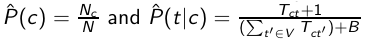 P̂(c) = N_c/N and P̂(t|c) = (T_ct+1)/((∑_{t′∈V} T_ct′)+B)